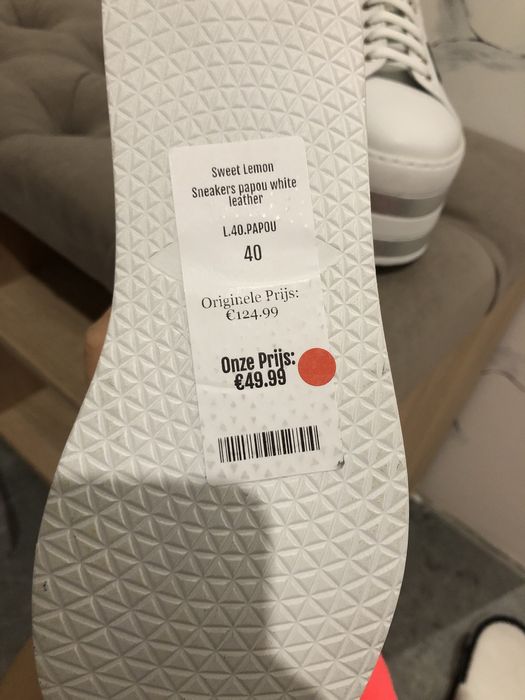 Sweet Lemon
Sneakers papou white
leather
L.40.PAPOU
40
Originele Prijs:
€124.99
Onze Prijs:
€49.99